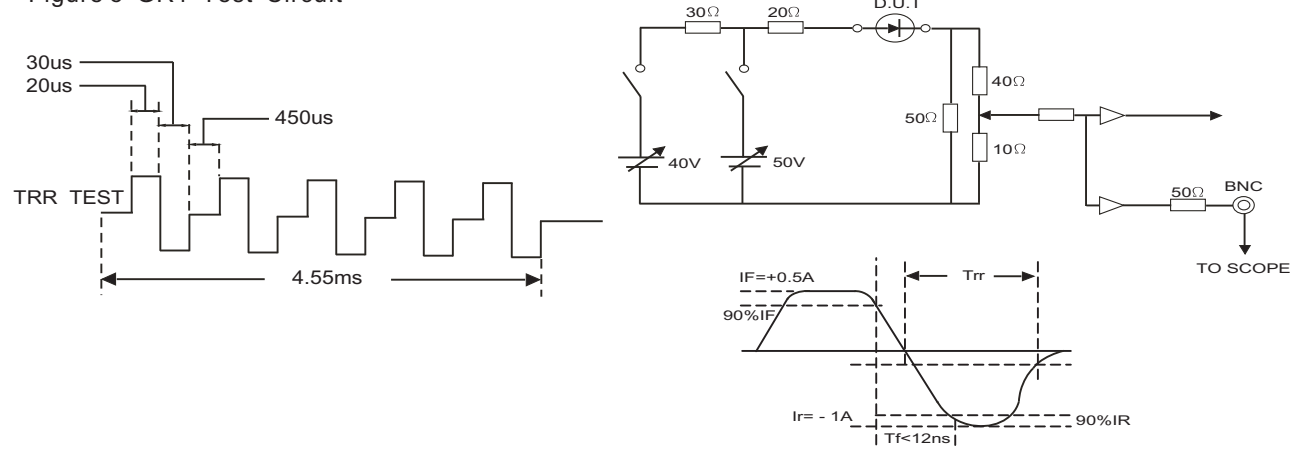 30us
20us
450us
TRR TEST
4.55ms
30Ω
20Ω
40V
50V
50Ω
40Ω
10Ω
50Ω
BNC
TO SCOPE
IF=+0.5A
90%IF
Trr
Ir= - 1A
90%IR
Tf<12ns